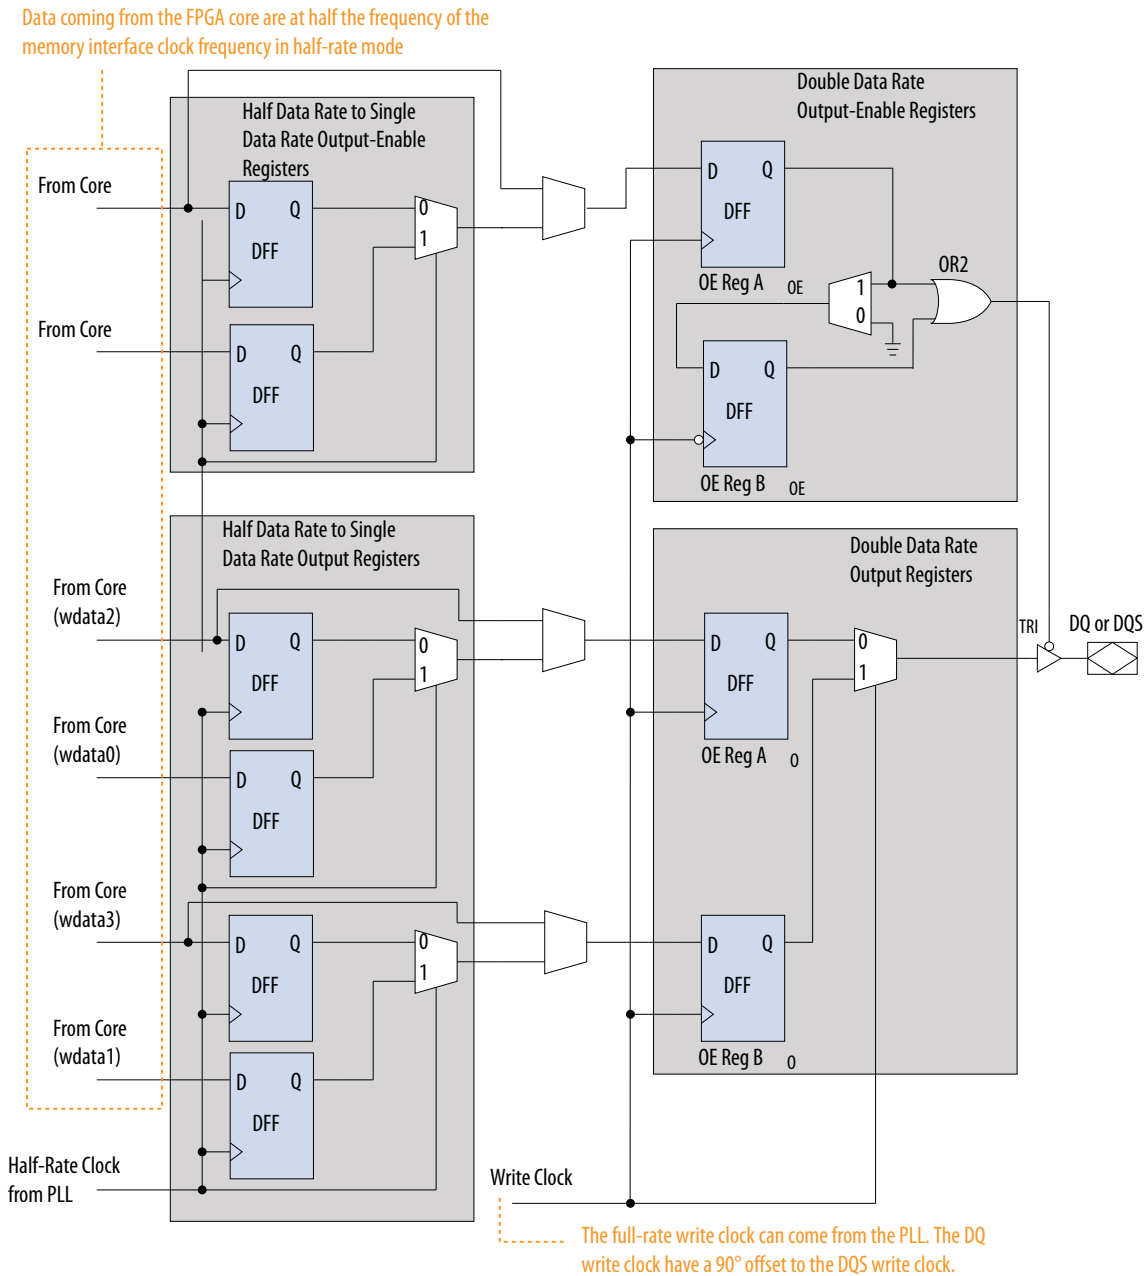 Data coming from the FPGA core are at half the frequency of the
memory interface clock frequency in half-rate mode
Half Data Rate to Single
Data Rate Output-Enable
Registers
Double Data Rate
Output-Enable Registers
From Core
D Q
DFF
0
1
D Q
DFF
OE Reg A OE
OR2
1
0
From Core
D Q
DFF
D Q
DFF
OE Reg B OE
Half Data Rate to Single
Data Rate Output Registers
Double Data Rate
Output Registers
From Core
(wdata2)
D Q
DFF
0
1
D Q
DFF
OE Reg A O
0
1
TRI
DQ or DQS
From Core
(wdata0)
D Q
DFF
From Core
(wdata3)
D Q
DFF
0
1
D Q
DFF
OE Reg B O
From Core
(wdata1)
D Q
DFF
Half-Rate Clock
from PLL
Write Clock
The full-rate write clock can come from the PLL. The DQ
write clock have a 90° offset to the DQS write clock.